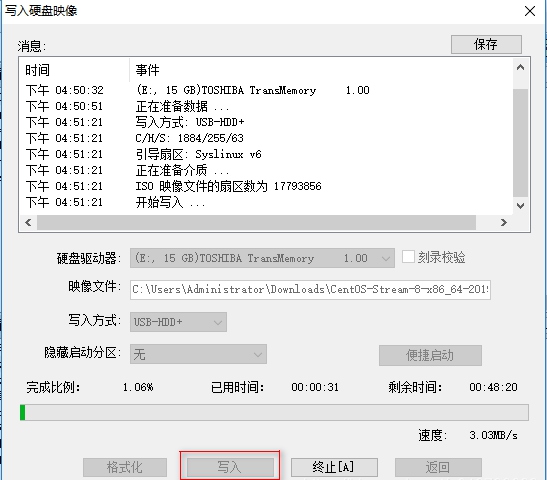 写入硬盘映像
消息:
保存
时间 事件
下午 04:50:32 (E:, 15 GB)TOSHIBA TransMemory 1.00
下午 04:50:51 正在准备数据 ...
下午 04:51:21 写入方式: USB-HDD+
下午 04:51:21 C/H/S: 1884/255/63
下午 04:51:21 引导扇区: Syslinux v6
下午 04:51:21 正在准备介质 ...
下午 04:51:21 ISO 映像文件的扇区数为 17793856
下午 04:51:21 开始写入 ...
硬盘驱动器: (E:, 15 GB)TOSHIBA TransMemory 1.00 刻录校验
映像文件: C:\Users\Administrator\Downloads\CentOS-Stream-8-x86_64-201
写入方式: USB-HDD+
隐藏启动分区: 无 便捷启动
完成比例: 1.06% 已用时间: 00:00:31 剩余时间: 00:48:20
速度: 3.03MB/s
格式化 写入 终止[A] 返回